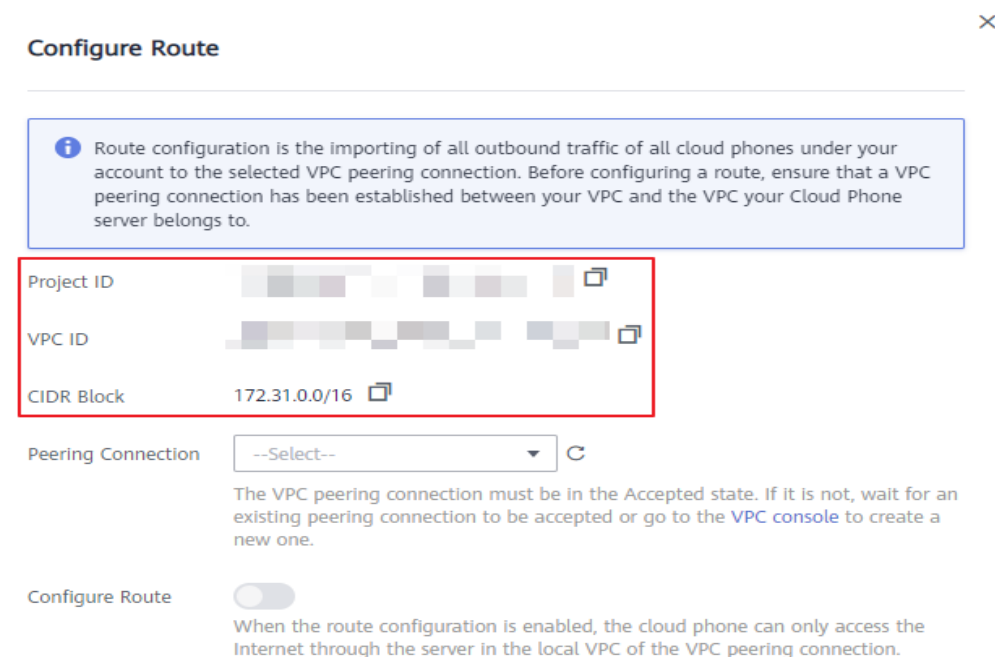 Configure Route
Route configuration is the importing of all outbound traffic of all cloud phones under your
account to the selected VPC peering connection. Before configuring a route, ensure that a VPC
peering connection has been established between your VPC and the VPC your Cloud Phone
server belongs to.
Project ID
VPC ID
CIDR Block 172.31.0.0/16
Peering Connection --Select--
The VPC peering connection must be in the Accepted state. If it is not, wait for an
existing peering connection to be accepted or go to the VPC console to create a
new one.
Configure Route
When the route configuration is enabled, the cloud phone can only access the
Internet through the server in the local VPC of the VPC peering connection.